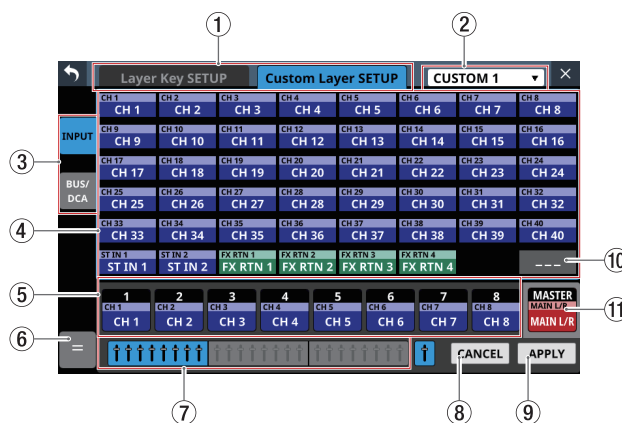 ① ②
Layer Key SETUP Custom Layer SETUP CUSTOM 1 ▼ ×
CH 1 CH 2 CH 3 CH 4 CH 5 CH 6 CH 7 CH 8
CH 1 CH 2 CH 3 CH 4 CH 5 CH 6 CH 7 CH 8
CH 9 CH 10 CH 11 CH 12 CH 13 CH 14 CH 15 CH 16
INPUT CH 9 CH 10 CH 11 CH 12 CH 13 CH 14 CH 15 CH 16
③
CH 17 CH 18 CH 19 CH 20 CH 21 CH 22 CH 23 CH 24
CH 17 CH 18 CH 19 CH 20 CH 21 CH 22 CH 23 CH 24
BUS/
DCA
CH 25 CH 26 CH 27 CH 28 CH 29 CH 30 CH 31 CH 32
CH 25 CH 26 CH 27 CH 28 CH 29 CH 30 CH 31 CH 32
④
CH 33 CH 34 CH 35 CH 36 CH 37 CH 38 CH 39 CH 40
CH 33 CH 34 CH 35 CH 36 CH 37 CH 38 CH 39 CH 40
ST IN 1 ST IN 2 FX RTN 1 FX RTN 2 FX RTN 3 FX RTN 4
ST IN 1 ST IN 2 FX RTN 1 FX RTN 2 FX RTN 3 FX RTN 4 ___ ⑩
⑤ 1 2 3 4 5 6 7 8 MASTER
CH 1 CH 2 CH 3 CH 4 CH 5 CH 6 CH 7 CH 8 MAIN L/R ⑪
CH 1 CH 2 CH 3 CH 4 CH 5 CH 6 CH 7 CH 8 MAIN L/R
⑥ = CANCEL APPLY
⑦ ⑧ ⑨